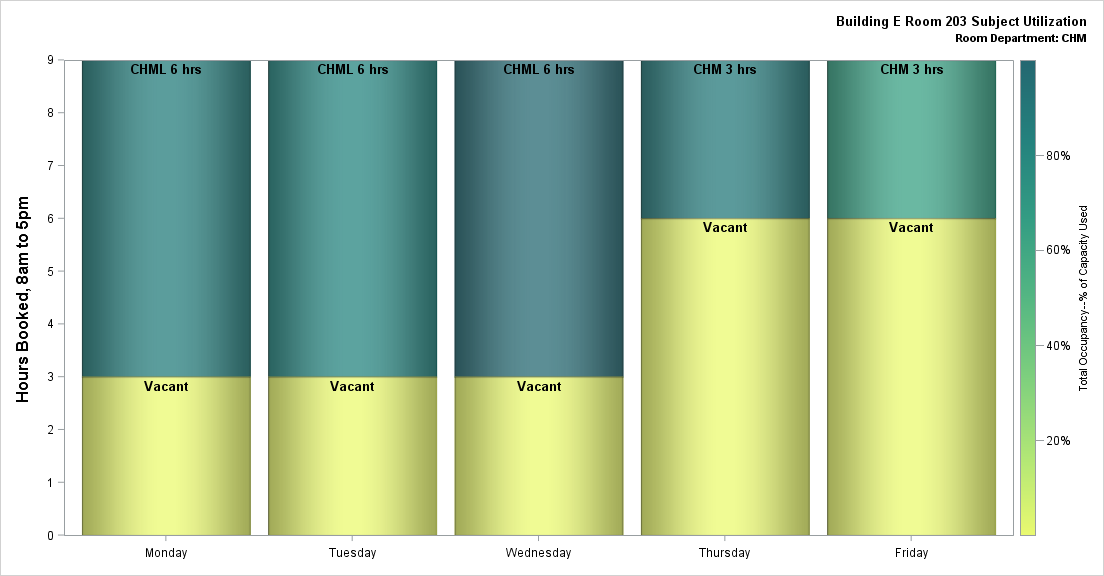 Building E Room 203 Subject Utilization
Room Department: CHM
Hours Booked, 8am to 5pm
9
8
7
6
5
4
3
2
1
0
CHML 6 hrs
CHML 6 hrs
CHML 6 hrs
CHM 3 hrs
CHM 3 hrs
Vacant
Vacant
Vacant
Vacant
Vacant
Monday
Tuesday
Wednesday
Thursday
Friday
80%
60%
40%
20%
Total Occupancy--% of Capacity Used